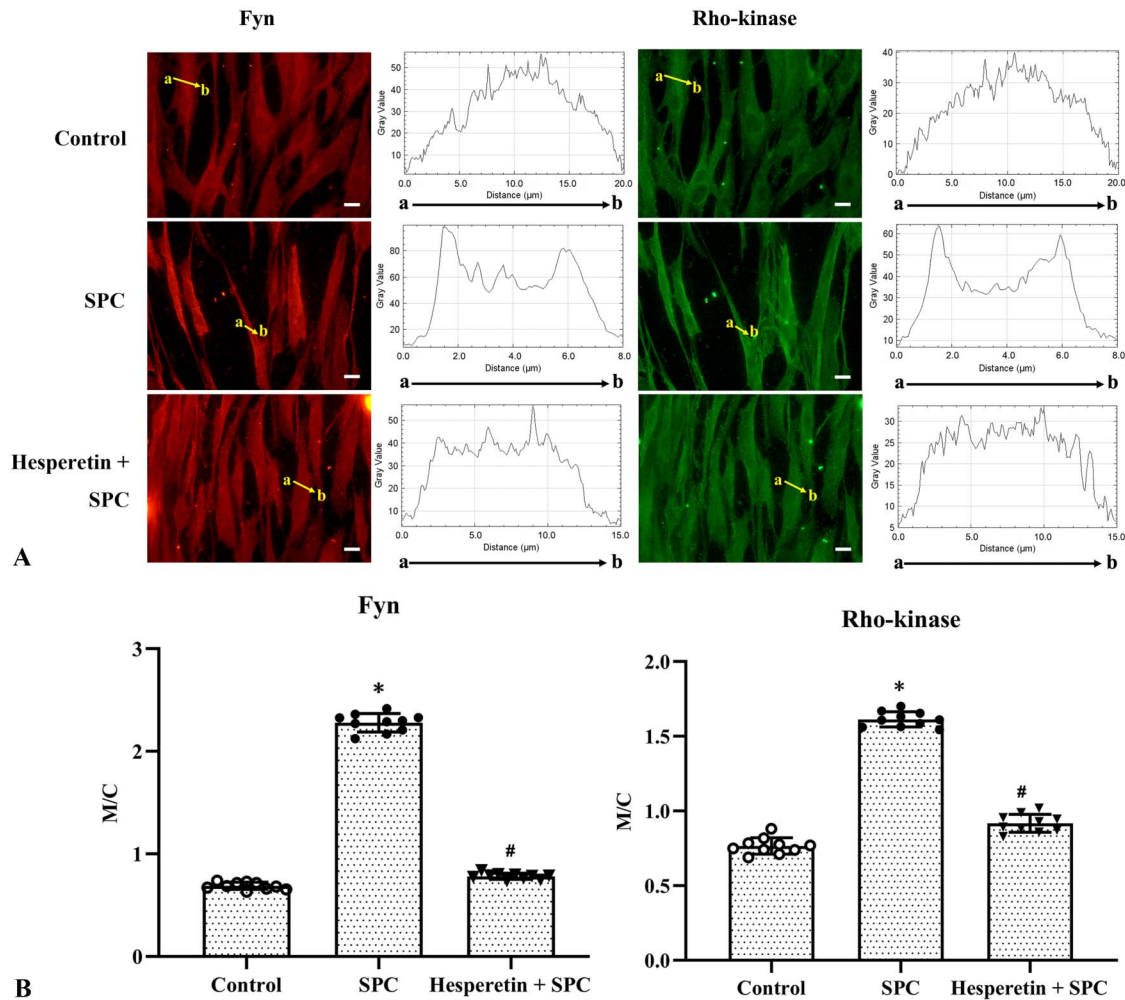 Fyn
Rho-kinase
Control
a
b
Gray Value
50
40
30
20
10
0.0 5.0 10.0 15.0 20.0
Distance (µm)
a b
a
b
Gray Value
40
30
20
10
0
0.0 5.0 10.0 15.0 20.0
Distance (µm)
a b
SPC
a
b
Gray Value
80
60
40
20
0.0 2.0 4.0 6.0 8.0
Distance (µm)
a b
a
b
Gray Value
60
50
40
30
20
10
0.0 2.0 4.0 6.0 8.0
Distance (µm)
a b
Hesperetin +
SPC
a
b
Gray Value
50
40
30
20
10
0.0 5.0 10.0 15.0
Distance (µm)
a b
a
b
Gray Value
30
25
20
15
10
5
0.0 5.0 10.0 15.0
Distance (µm)
a b
A
Fyn
M/C
3
2
1
0
*
#
Control SPC Hesperetin + SPC
Rho-kinase
M/C
2.0
1.5
1.0
0.5
0.0
*
#
Control SPC Hesperetin + SPC
B